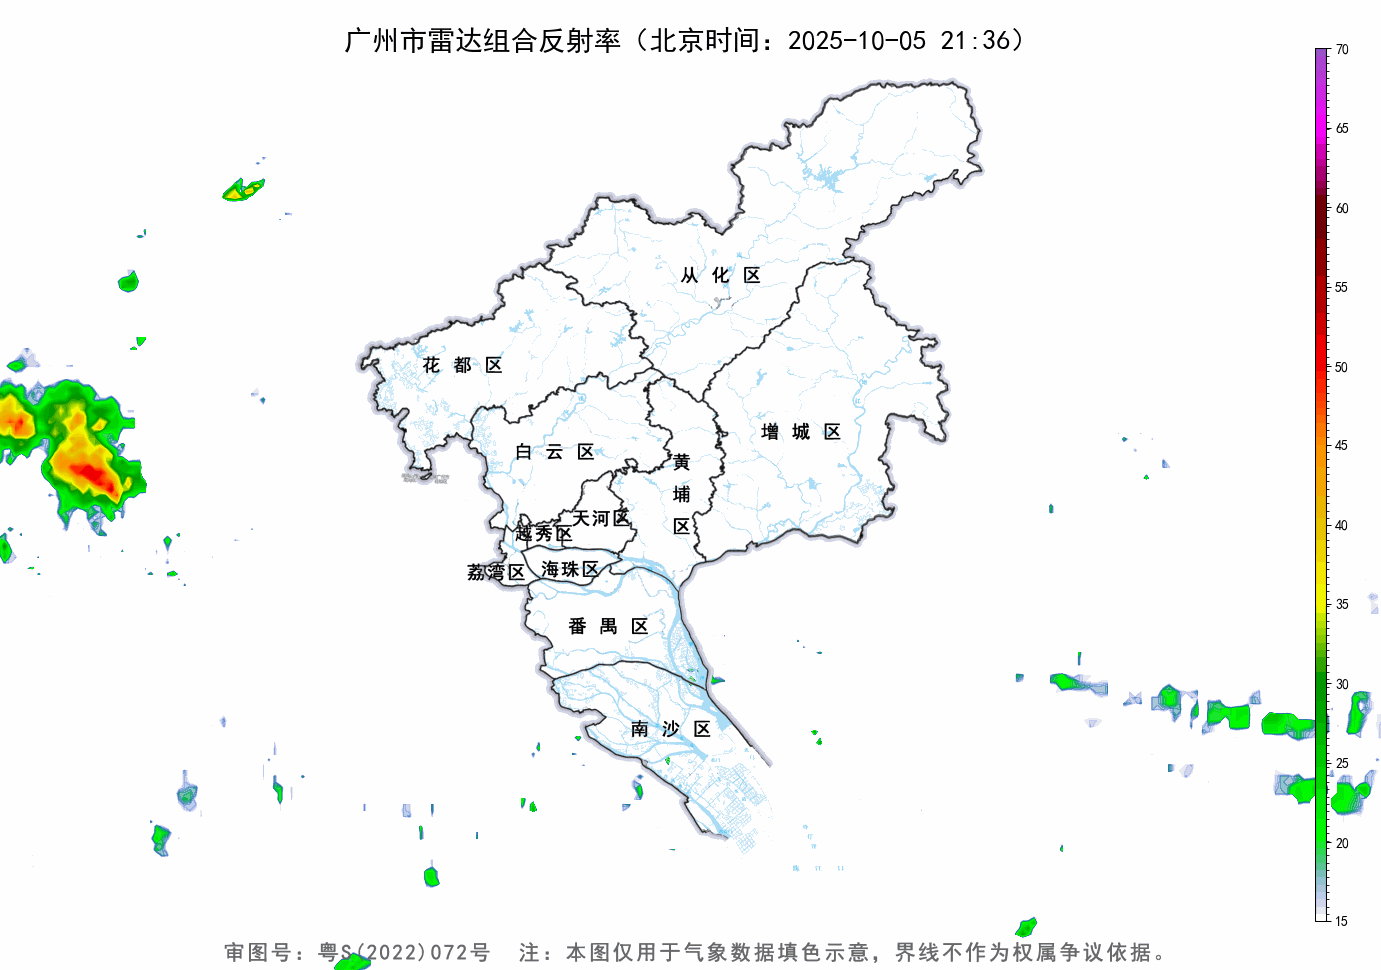 广州市雷达组合反射率（北京时间：2025-10-05 21:36）
70
65
60
55
50
45
40
35
30
25
20
15
从化区
花都区
增城区
白云区
黄埔区
天河区
越秀区
荔湾区
海珠区
番禺区
南沙区
审图号：粤S(2022)072号 注：本图仅用于气象数据填色示意，界线不作为权属争议依据。